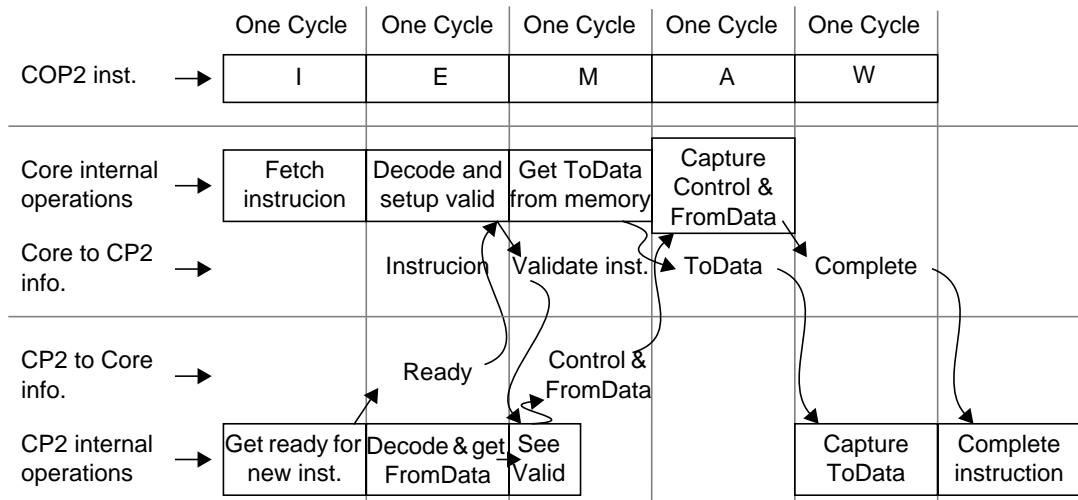 One Cycle One Cycle One Cycle One Cycle One Cycle
COP2 inst. I E M A W
Core internal
operations
Fetch
instrucion
Decode and
setup valid
Get ToData
from memory
Capture
Control &
FromData
Core to CP2
info.
Instrucion Validate inst. ToData Complete
CP2 to Core
info.
Ready
Control &
FromData
CP2 internal
operations
Get ready for
new inst.
Decode & get
FromData
See
Valid
Capture
ToData
Complete
instruction